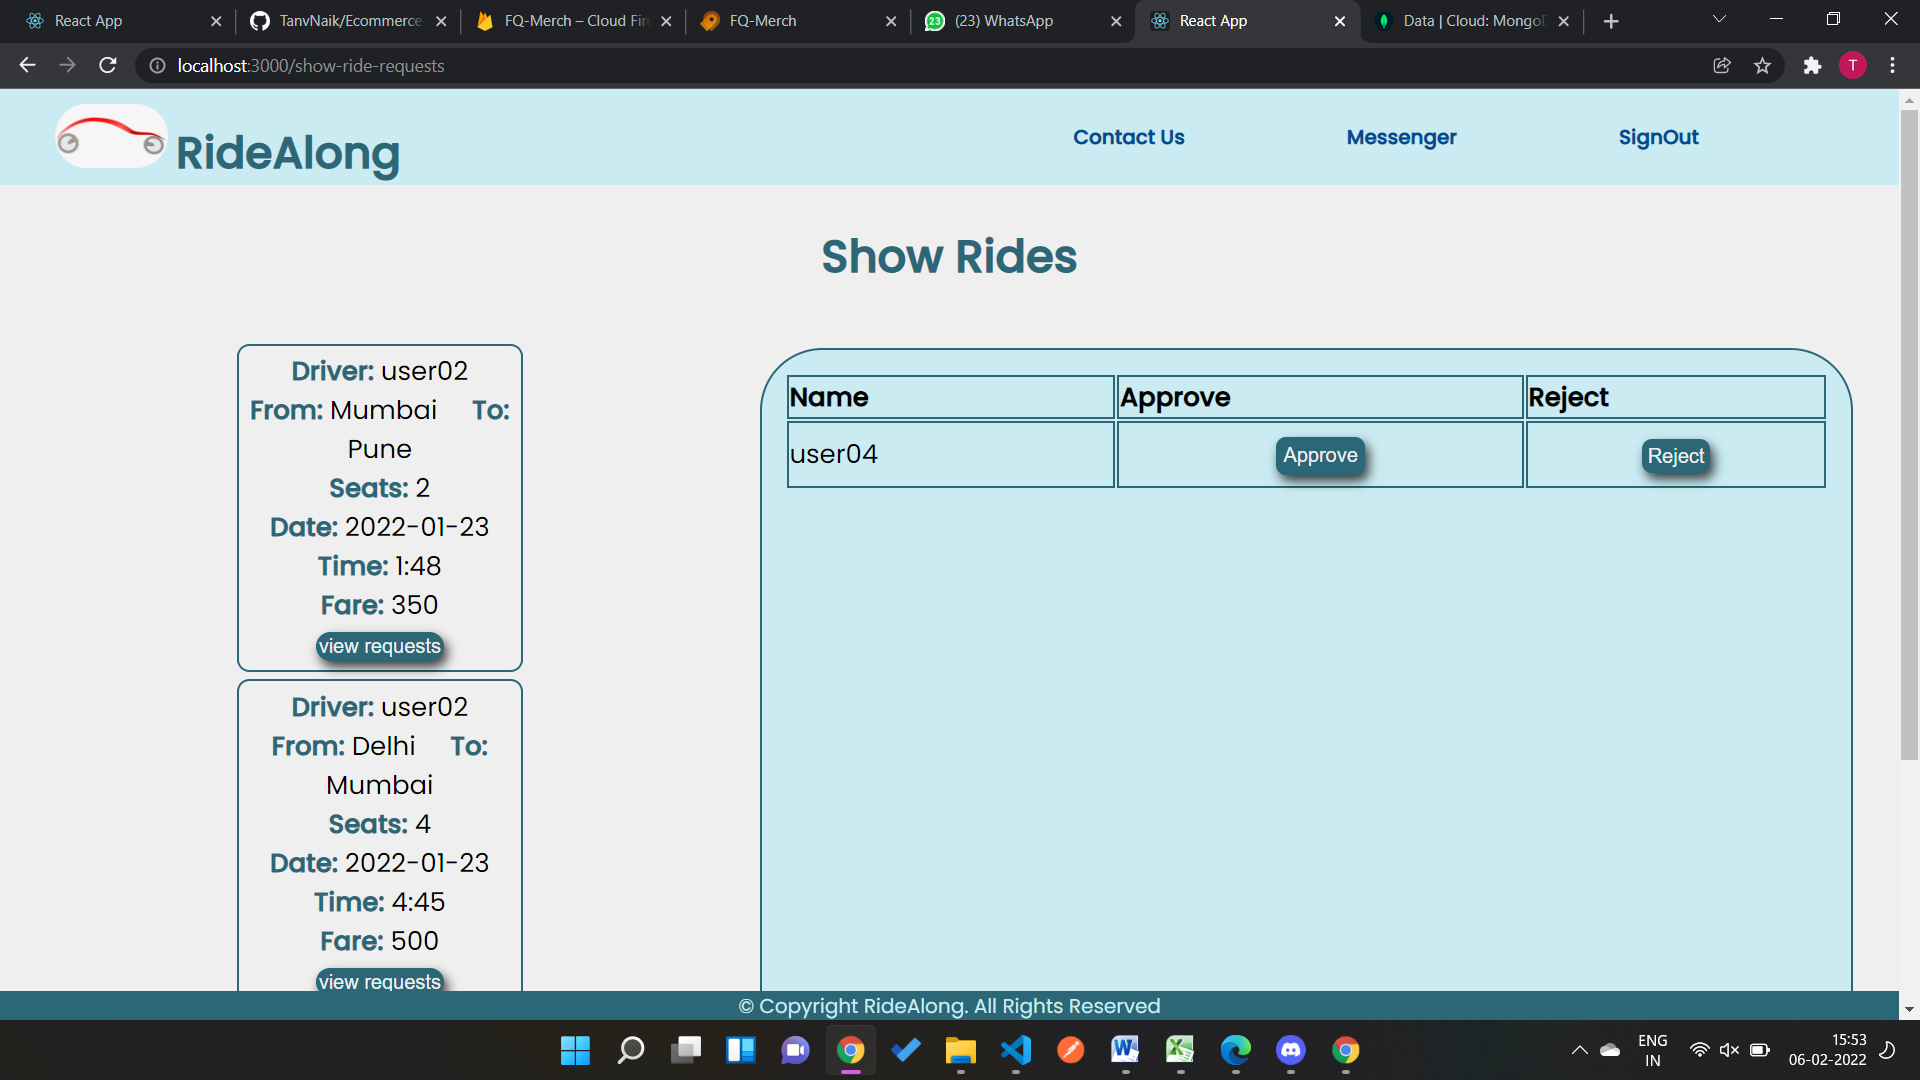 React App
TanvNaik/Ecommerce
FQ-Merch – Cloud Fir
FQ-Merch
23
(23) WhatsApp
React App
Data | Cloud: MongoD
localhost:3000/show-ride-requests
T
RideAlong
Contact Us
Messenger
SignOut
Show Rides
Driver: user02
From: Mumbai To:
Pune
Seats: 2
Date: 2022-01-23
Time: 1:48
Fare: 350
view requests
Driver: user02
From: Delhi To:
Mumbai
Seats: 4
Date: 2022-01-23
Time: 4:45
Fare: 500
view requests
Name Approve Reject
user04 Approve Reject
© Copyright RideAlong. All Rights Reserved
ENG
IN
15:53
06-02-2022